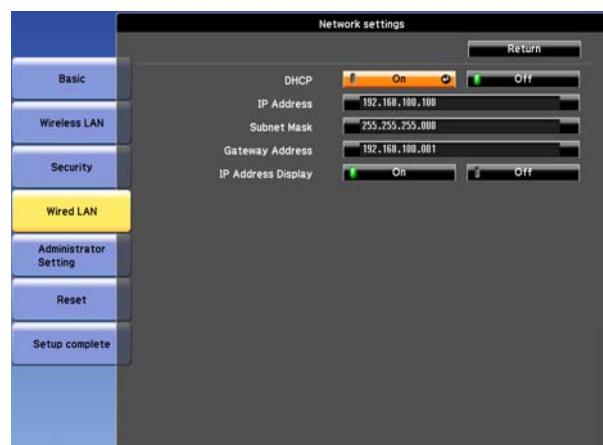 Network settings
Return
Basic
Wireless LAN
Security
Wired LAN
Administrator
Setting
Reset
Setup complete
DHCP On Off
IP Address 192.168.100.100
Subnet Mask 255.255.255.000
Gateway Address 192.168.100.001
IP Address Display On Off